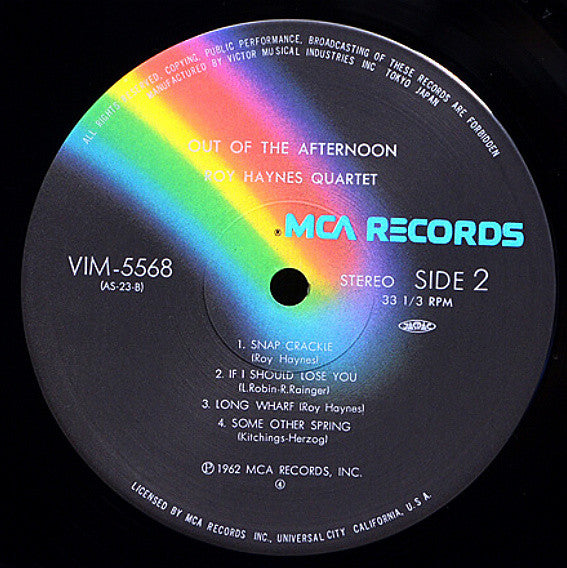 ALL RIGHTS RESERVED, COPYING, PUBLIC PERFORMANCE, BROADCASTING OF THESE RECORDS ARE FORBIDDEN
MANUFACTURED BY VICTOR MUSICAL INDUSTRIES INC TOKYO JAPAN
OUT OF THE AFTERNOON
ROY HAYNES QUARTET
® MCA RECORDS
VIM-5568
(AS-23-B)
STEREO SIDE 2
33 1/3 RPM
JASRAC
1. SNAP CRACKLE
(Roy Haynes)
2. IF I SHOULD LOSE YOU
(L.Robin-R.Rainger)
3. LONG WHARF (Roy Haynes)
4. SOME OTHER SPRING
(Kitchings-Herzog)
Ⓟ 1962 MCA RECORDS, INC.
④
LICENSED BY MCA RECORDS INC., UNIVERSAL CITY CALIFORNIA, U.S.A.